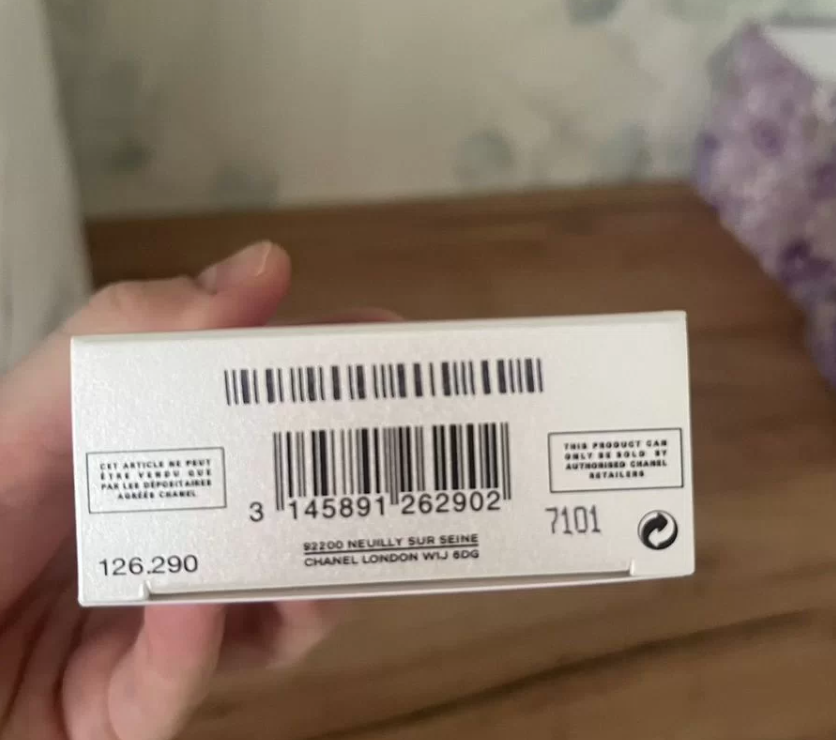 CET ARTICLE NE PEUT
ÊTRE VENDU QUE
PAR LES DÉPOSITAIRES
AGRÉÉS CHANEL
THIS PRODUCT CAN
ONLY BE SOLD BY
AUTHORISED CHANEL
RETAILERS
3 145891 262902
7101
92200 NEUILLY SUR SEINE
CHANEL LONDON W1J 6DG
126.290